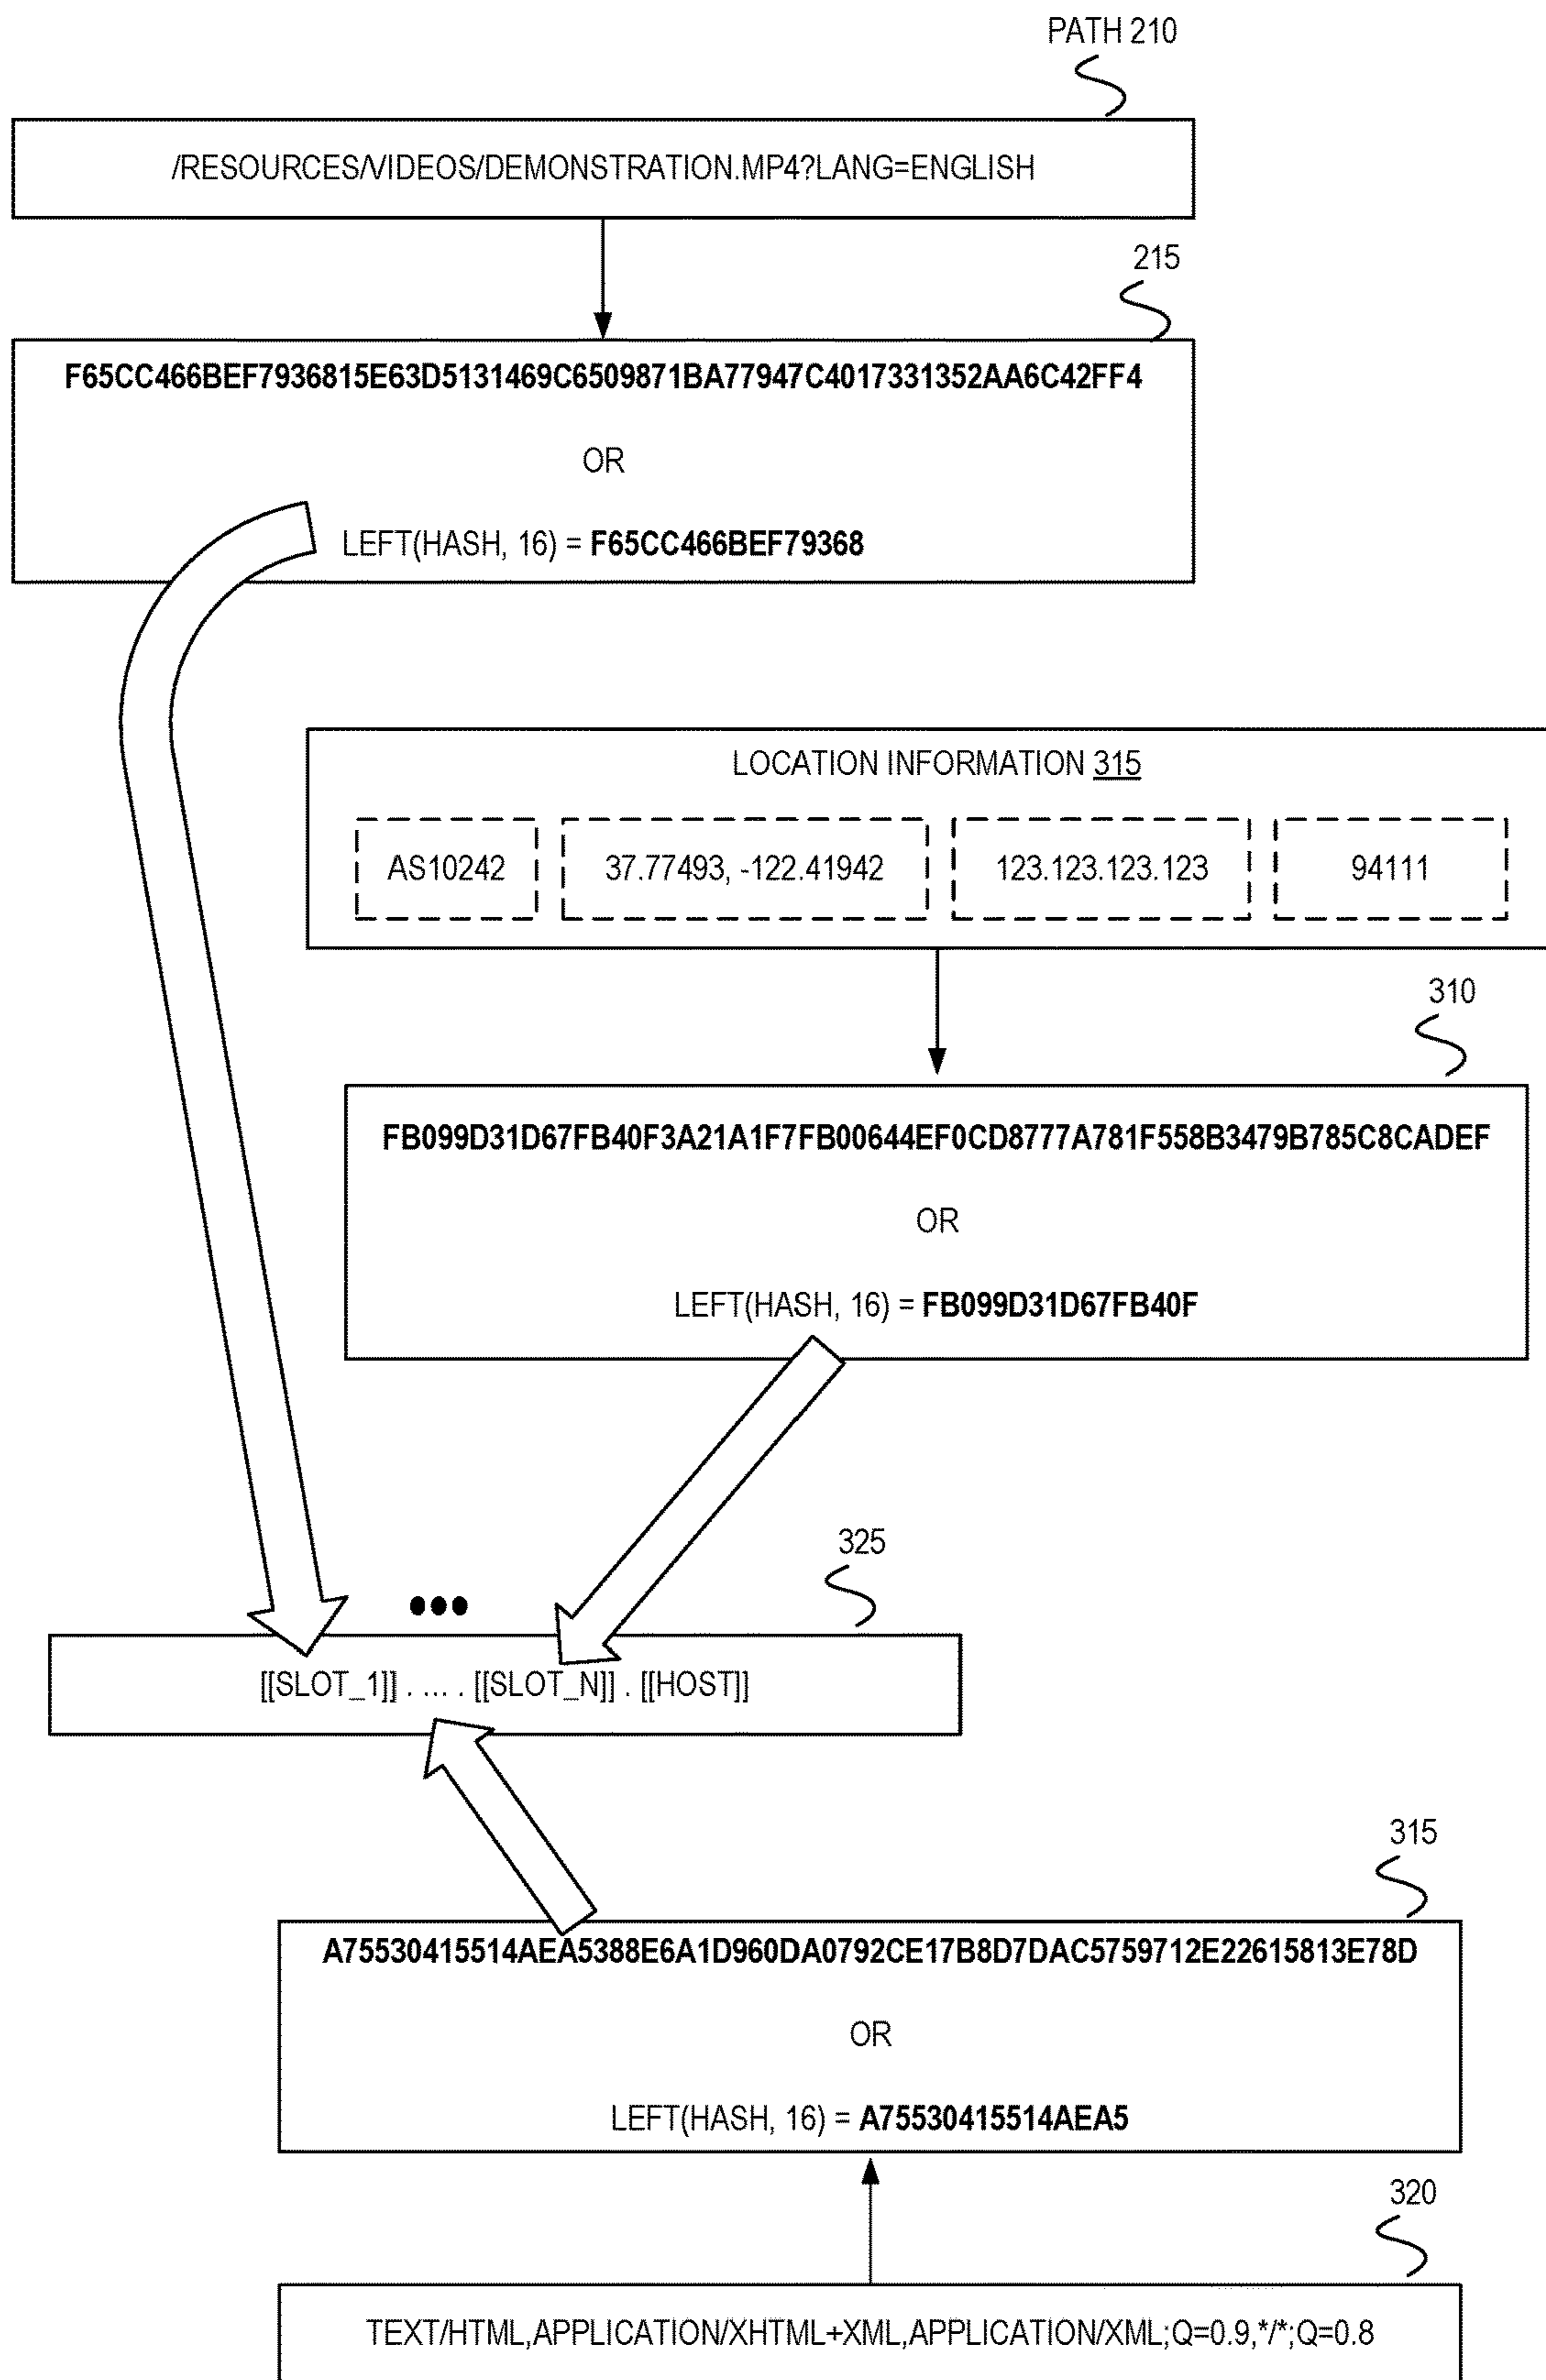 PATH 210
/RESOURCES/VIDEOS/DEMONSTRATION.MP4?LANG=ENGLISH
215
F65CC466BEF7936815E63D5131469C6509871BA77947C4017331352AA6C42FF4
OR
LEFT(HASH, 16) = F65CC466BEF79368
LOCATION INFORMATION 315
AS10242 37.77493, -122.41942 123.123.123.123 94111
310
FB099D31D67FB40F3A21A1F7FB00644EF0CD8777A781F558B3479B785C8CADEF
OR
LEFT(HASH, 16) = FB099D31D67FB40F
325
[[SLOT_1]] . ... . [[SLOT_N]] . [[HOST]]
315
A75530415514AEA5388E6A1D960DA0792CE17B8D7DAC5759712E22615813E78D
OR
LEFT(HASH, 16) = A75530415514AEA5
320
TEXT/HTML,APPLICATION/XHTML+XML,APPLICATION/XML;Q=0.9,*/*;Q=0.8